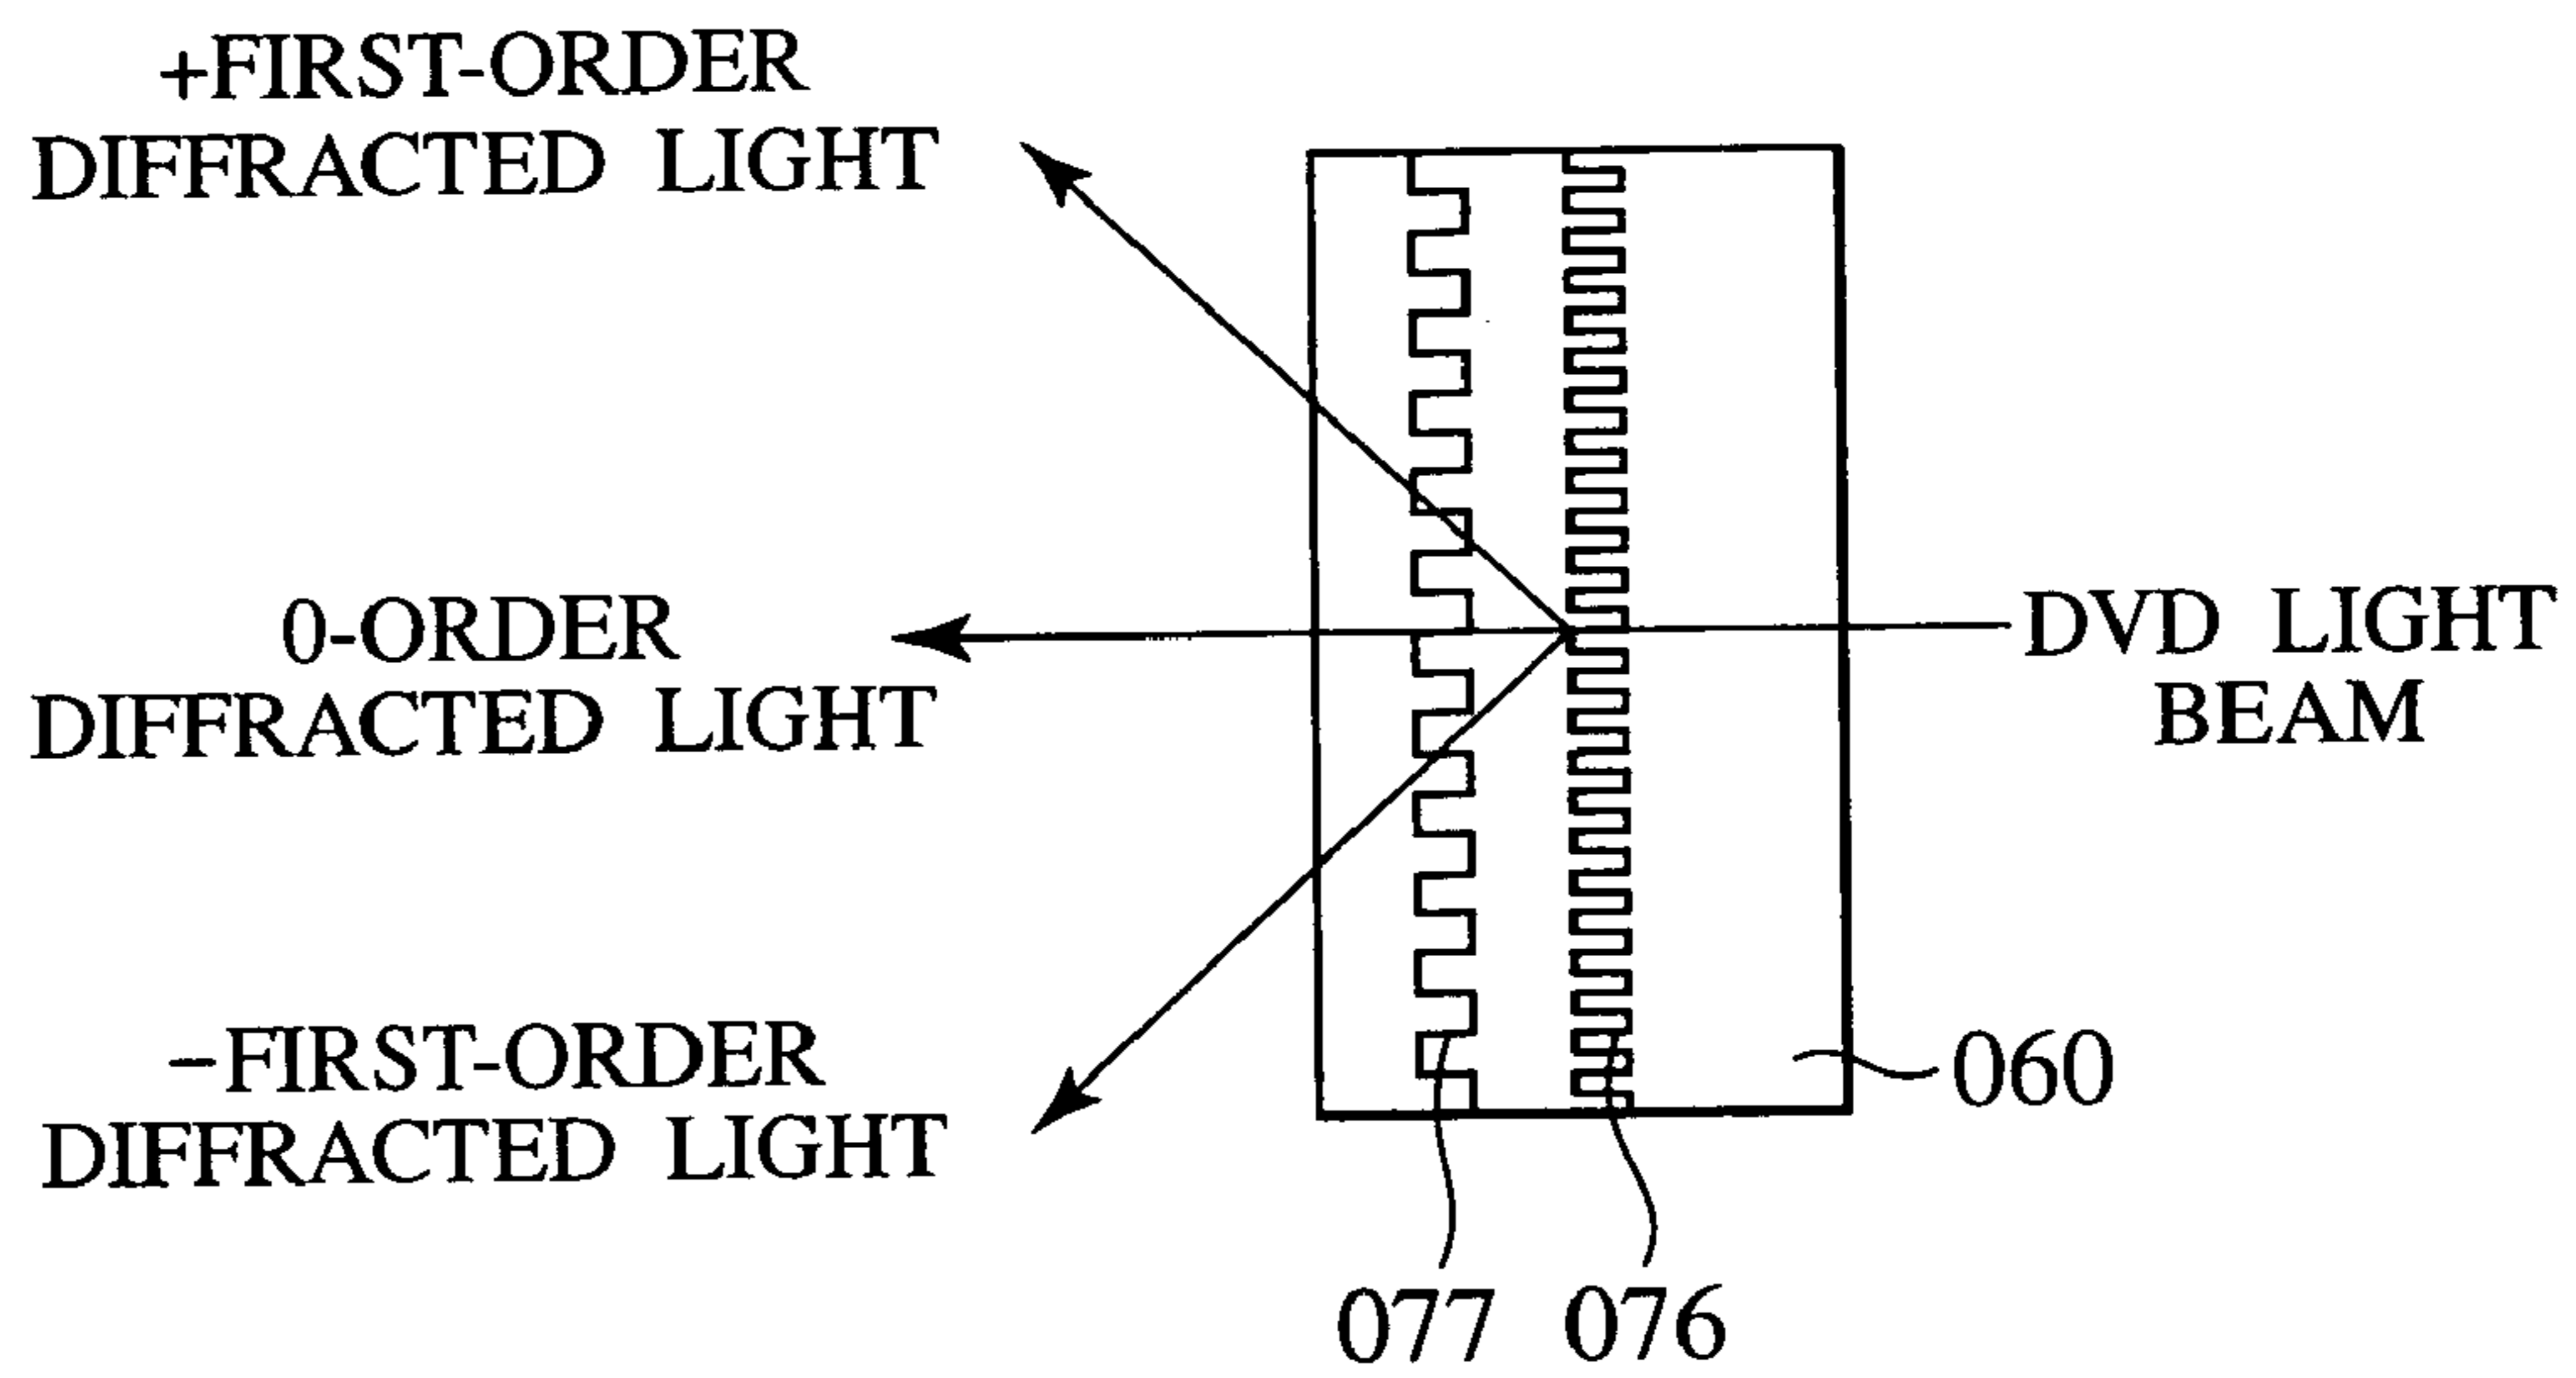 +FIRST-ORDER
DIFFRACTED LIGHT
0-ORDER
DIFFRACTED LIGHT
DVD LIGHT
BEAM
−FIRST-ORDER
DIFFRACTED LIGHT
060
077
076